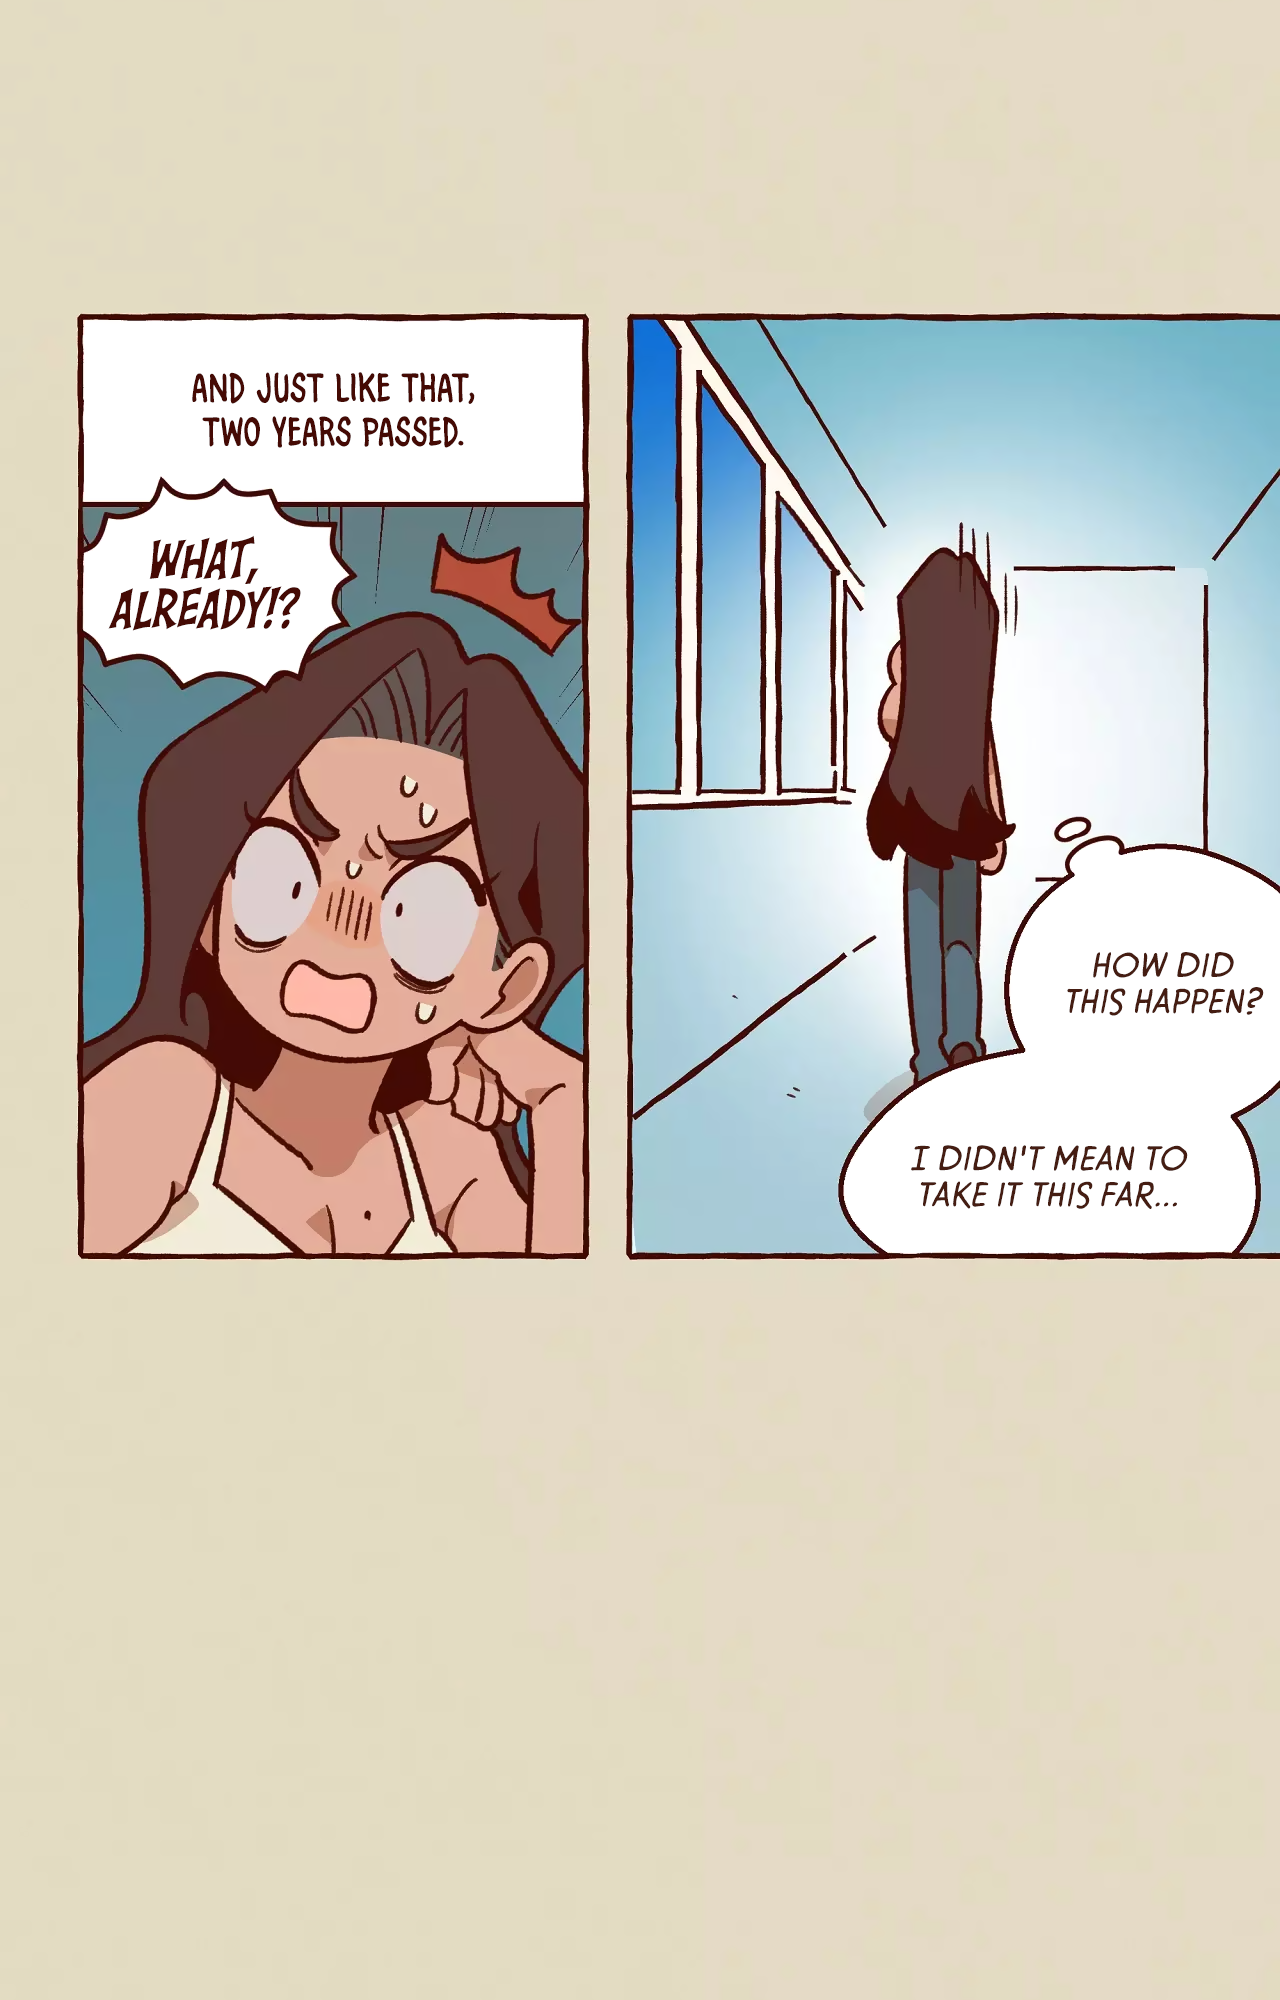 AND JUST LIKE THAT,
TWO YEARS PASSED.
WHAT,
ALREADY!?
HOW DID
THIS HAPPEN?
I DIDN'T MEAN TO
TAKE IT THIS FAR...